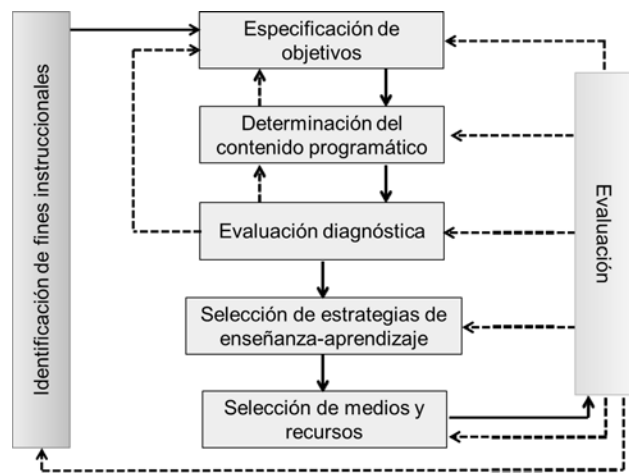 Identificación de fines instruccionales
Especificación de
objetivos
Determinación del
contenido programático
Evaluación diagnóstica
Selección de estrategias de
enseñanza-aprendizaje
Selección de medios y
recursos
Evaluación